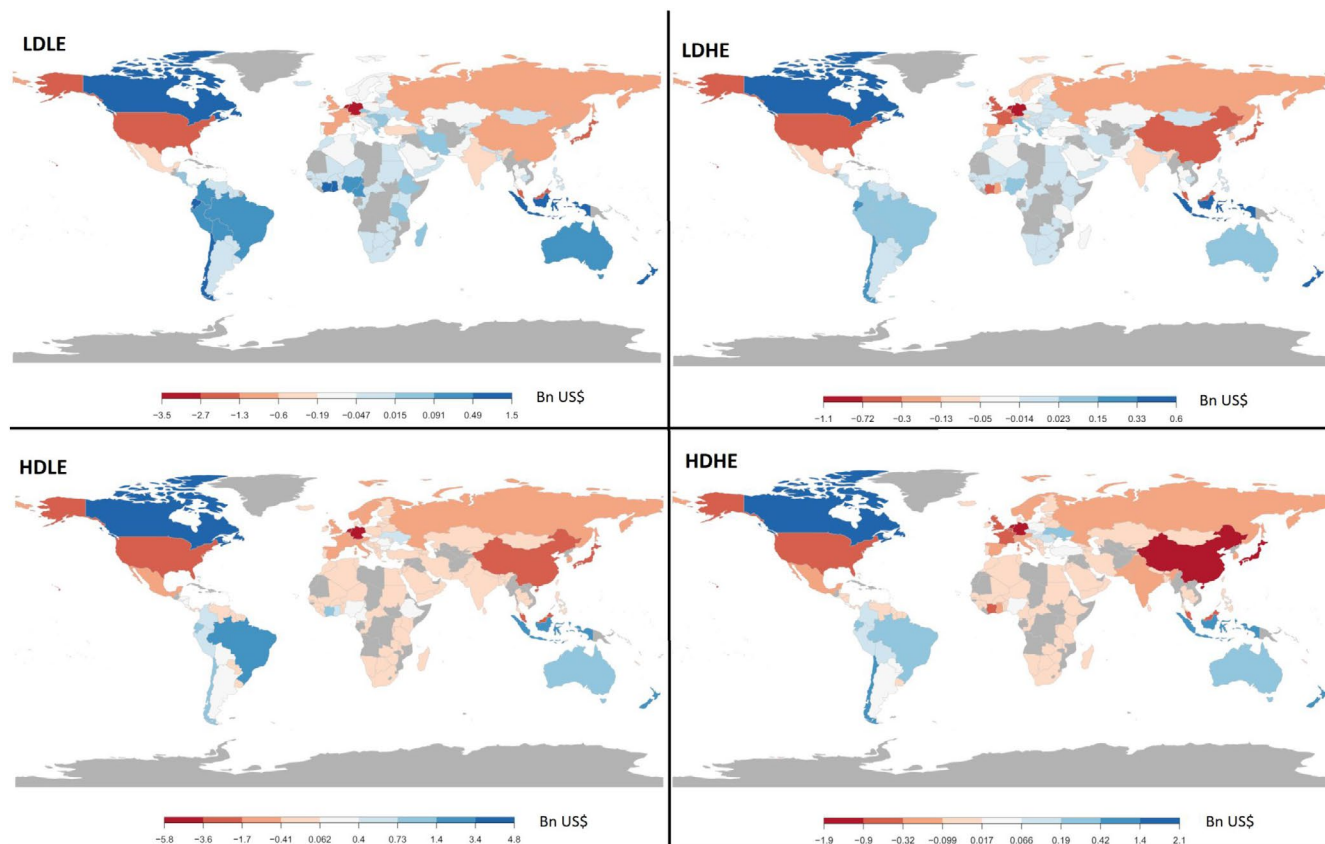 LDLE
LDHE
−3.5 −2.7 −1.3 −0.6 −0.19 −0.047 0.015 0.091 0.49 1.5 Bn US$
−1.1 −0.72 −0.3 −0.13 −0.05 −0.014 0.023 0.15 0.33 0.6 Bn US$
HDLE
HDHE
−5.8 −3.6 −1.7 −0.41 0.062 0.4 0.73 1.4 3.4 4.8 Bn US$
−1.9 −0.9 −0.32 −0.099 0.017 0.066 0.19 0.42 1.4 2.1 Bn US$